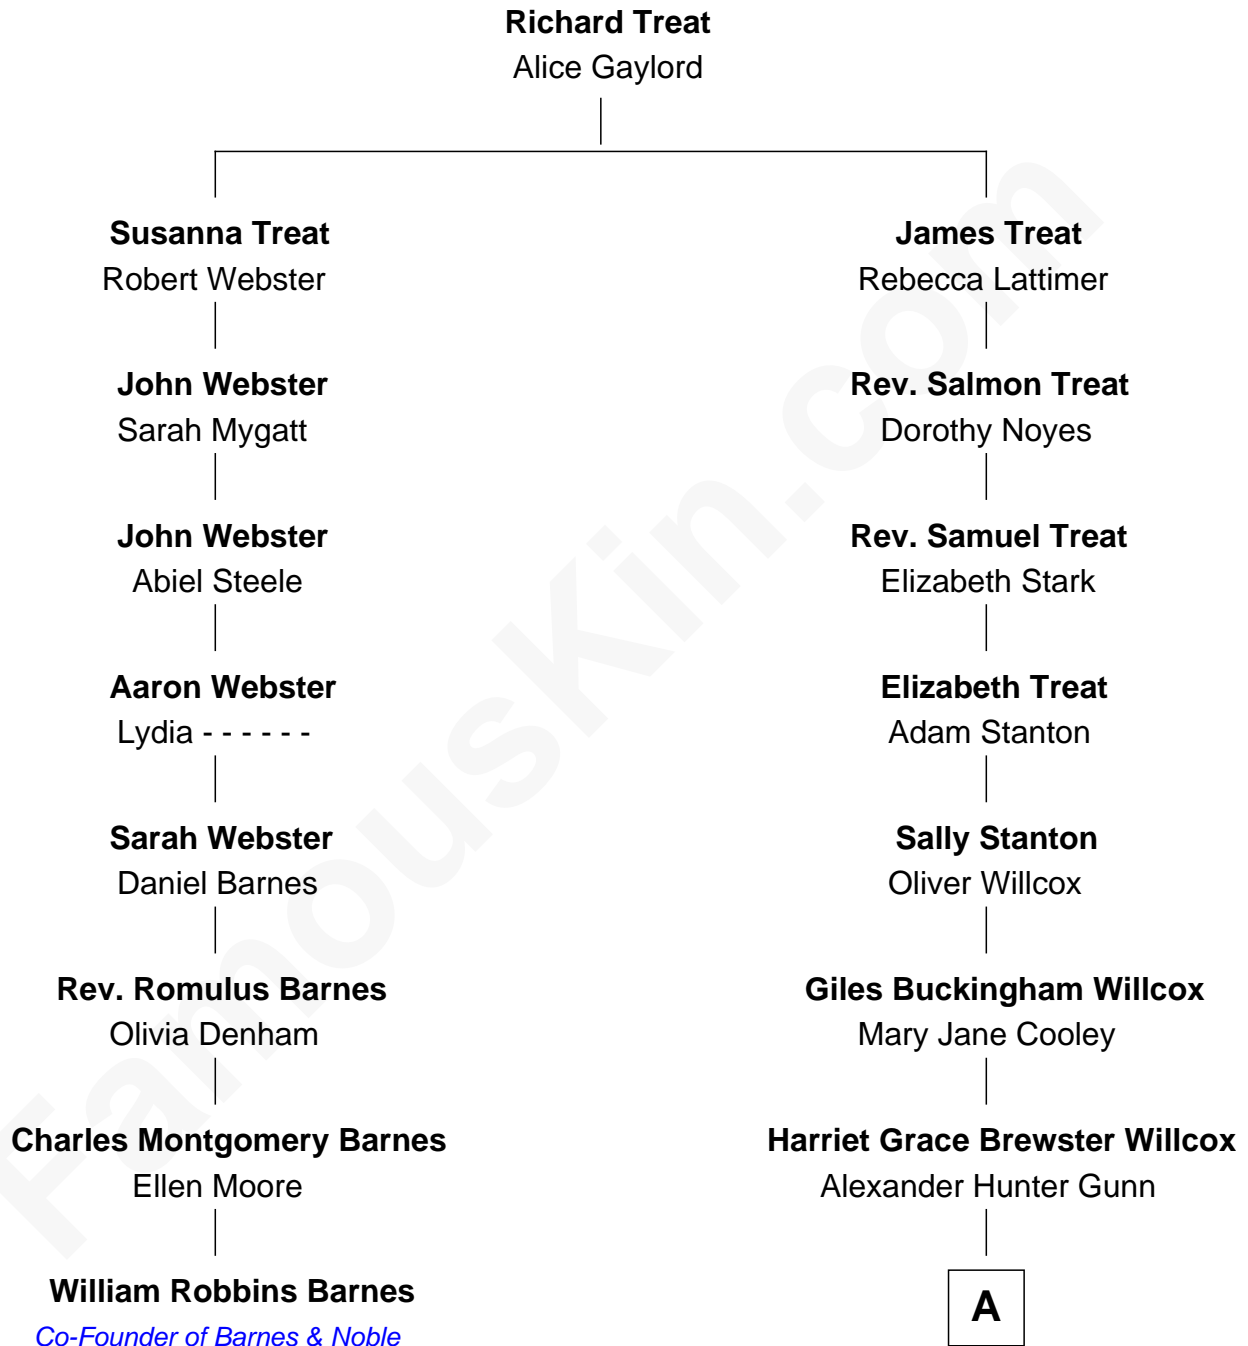 Richard Treat
Alice Gaylord
Susanna Treat
Robert Webster
James Treat
Rebecca Lattimer
John Webster
Sarah Mygatt
Rev. Salmon Treat
Dorothy Noyes
John Webster
Abiel Steele
Rev. Samuel Treat
Elizabeth Stark
Aaron Webster
Lydia - - - - - -
Elizabeth Treat
Adam Stanton
Sarah Webster
Daniel Barnes
Sally Stanton
Oliver Willcox
Rev. Romulus Barnes
Olivia Denham
Giles Buckingham Willcox
Mary Jane Cooley
Charles Montgomery Barnes
Ellen Moore
Harriet Grace Brewster Willcox
Alexander Hunter Gunn
William Robbins Barnes
Co-Founder of Barnes & Noble
A
FamousKin.com